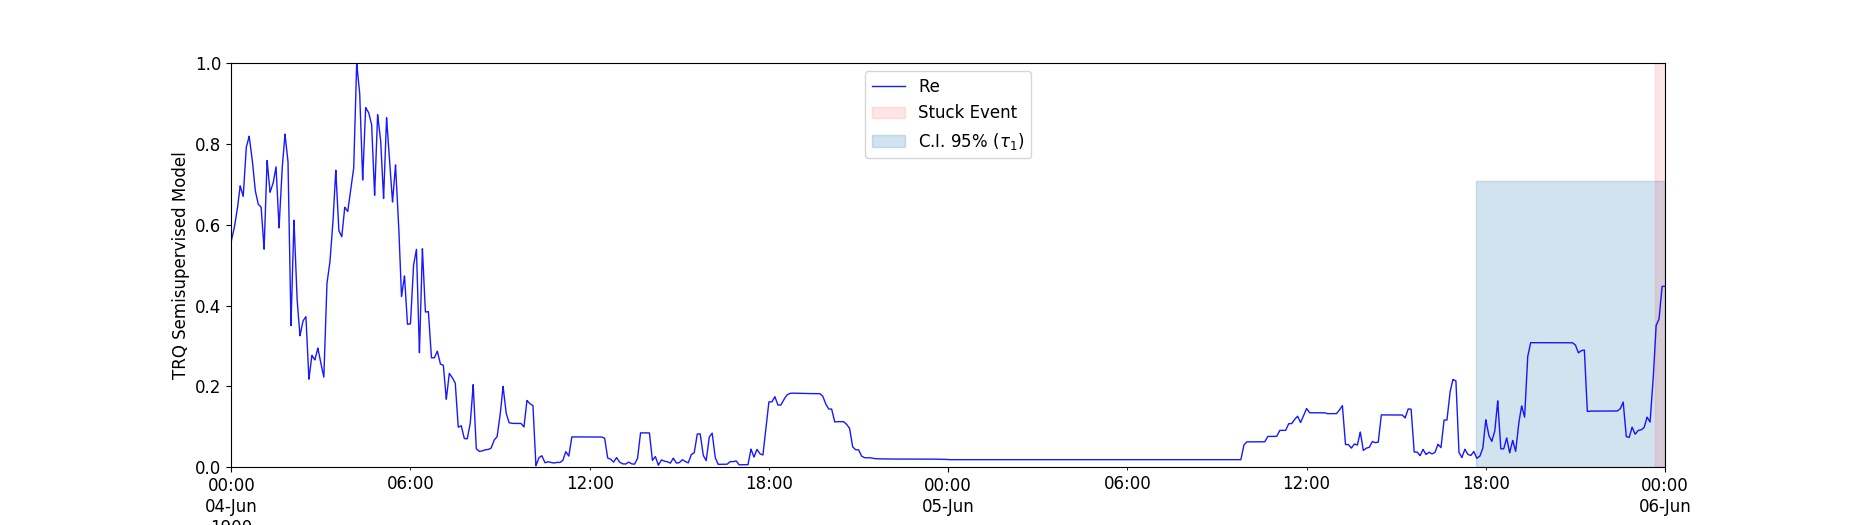 1.0
0.8
0.6
0.4
0.2
0.0
TRQ Semisupervised Model
Re
Stuck Event
C.I. 95% (τ₁)
00:00 06:00 12:00 18:00 00:00 06:00 12:00 18:00 00:00
04-Jun 05-Jun 06-Jun
1900